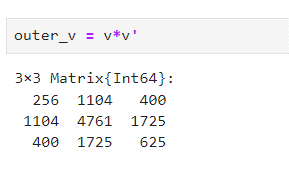 outer_v = v*v'
3×3 Matrix{Int64}:
256 1104 400
1104 4761 1725
400 1725 625